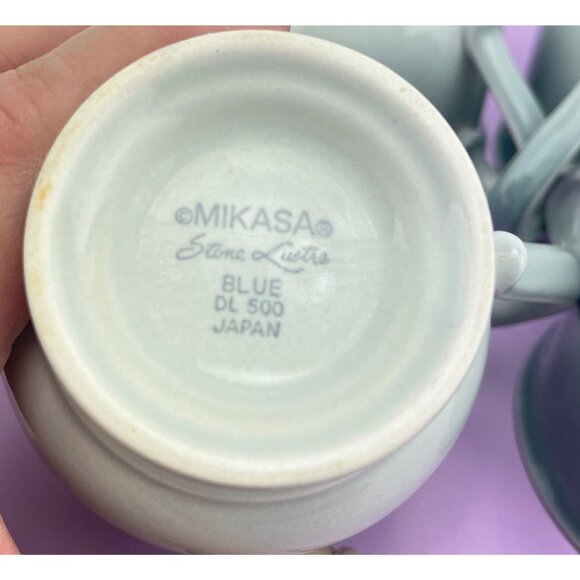 ©MIKASA®
Stone Lustre
BLUE
DL 500
JAPAN